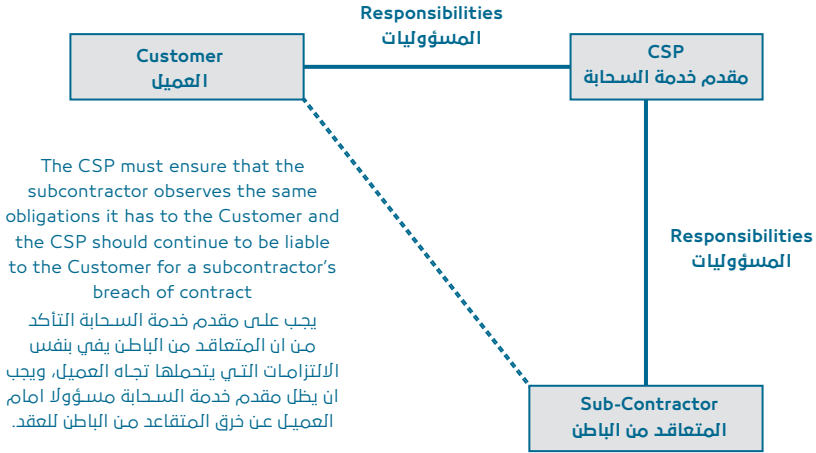 Responsibilities
المسؤوليات
Customer
العميل
CSP
مقدم خدمة السحابة
The CSP must ensure that the
subcontractor observes the same
obligations it has to the Customer and
the CSP should continue to be liable
to the Customer for a subcontractor's
breach of contract
يجب على مقدم خدمة السحابة التأكد
من ان المتعاقد من الباطن يفي بنفس
الالتزامات التي يتحملها تجاه العميل، ويجب
ان يظل مقدم خدمة السحابة مسؤولا امام
العميل عن خرق المتقاعد من الباطن للعقد.
Responsibilities
المسؤوليات
Sub-Contractor
المتعاقد من الباطن